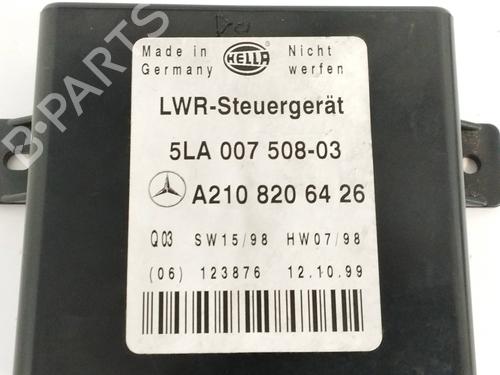 Made in
Germany
HELLA
Nicht
werfen
LWR-Steuergerät
5LA 007 508-03
A210 820 64 26
Q03 SW15/98 HW07/98
(06) 123876 12.10.99
B-PARTS